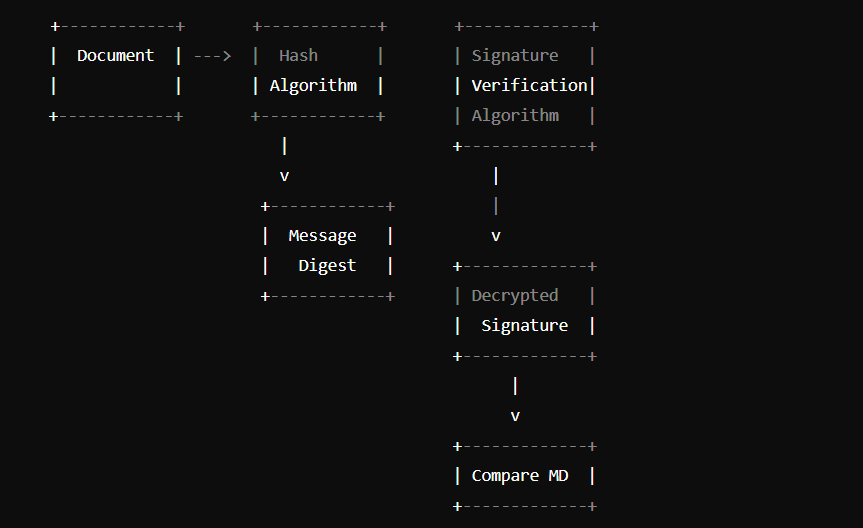 +------------+       +------------+       +-------------+
|  Document  | ---> |  Hash      |       | Signature   |
|            |       | Algorithm  |       | Verification|
+------------+       +------------+       | Algorithm   |
|                 +-------------+
v                     |
+------------+          |
|  Message   |          v
|   Digest   |      +-------------+
+------------+      | Decrypted   |
|  Signature  |
+-------------+
|
v
+-------------+
| Compare MD  |
+-------------+